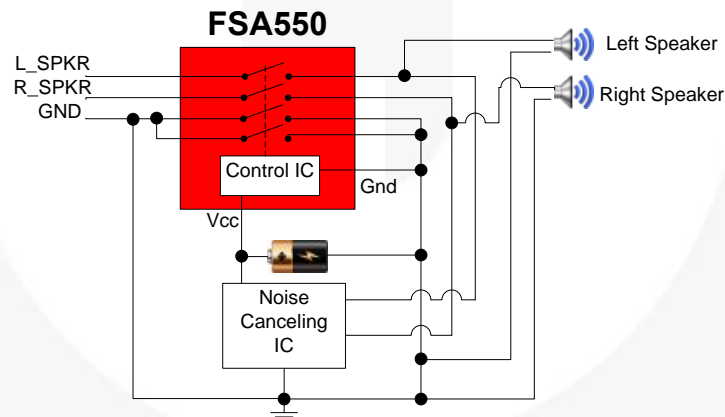 FSA550
L_SPKR
R_SPKR
GND
Left Speaker
Right Speaker
Control IC
Gnd
Vcc
Noise
Canceling
IC